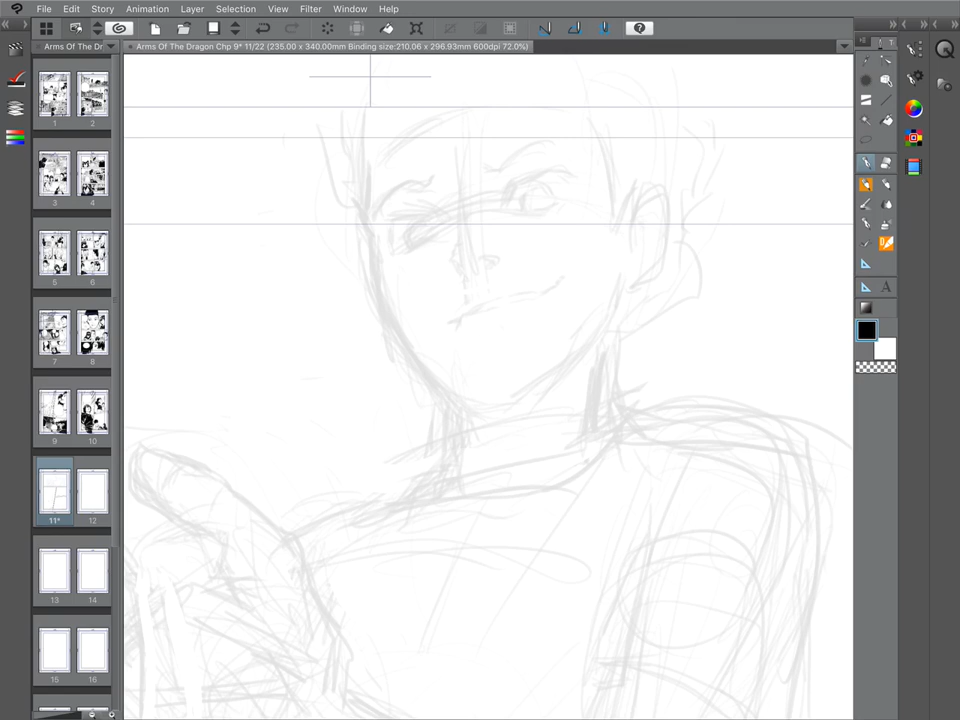 File Edit Story Animation Layer Selection View Filter Window Help
Arms Of The Dr
Arms Of The Dragon Chp 9* 11/22 (235.00 x 340.00mm Binding size:210.06 x 296.93mm 600dpi 72.0%)
1 2
3 4
5 6
7 8
9 10
11* 12
13 14
15 16
T
A
?